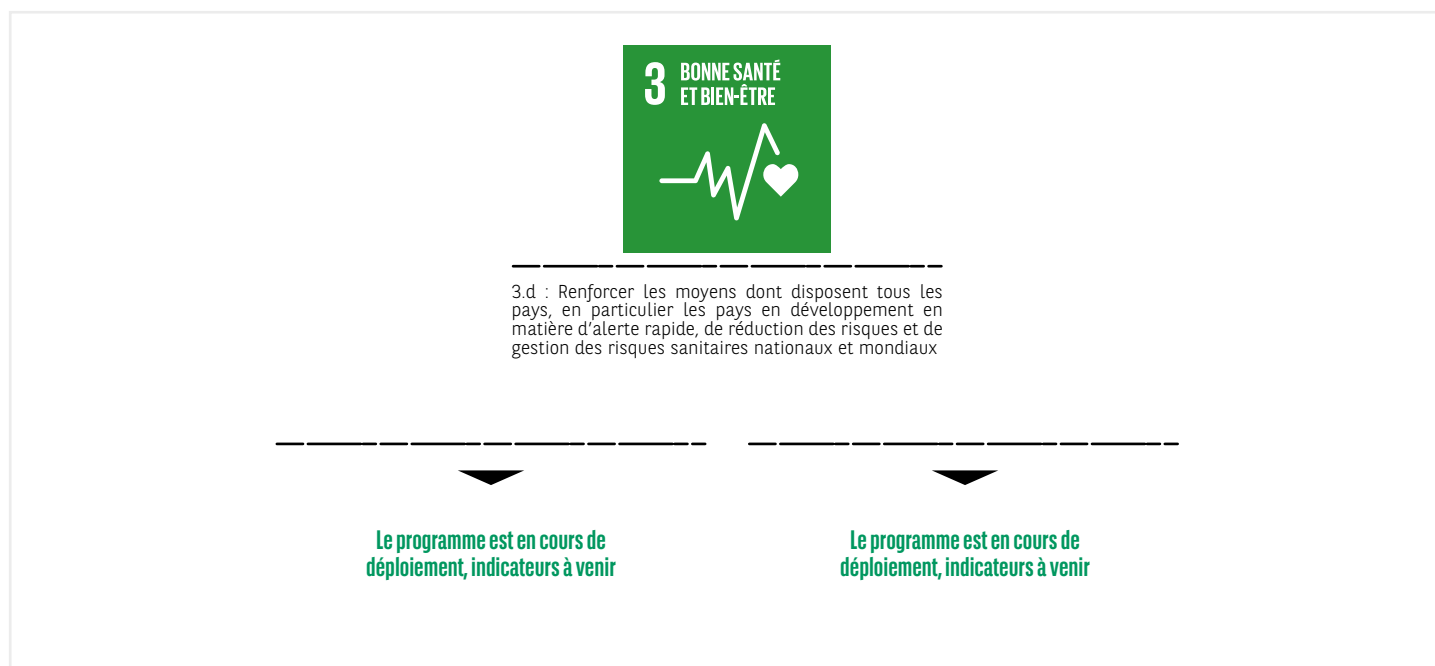 3 BONNE SANTÉ
ET BIEN-ÊTRE
3.d : Renforcer les moyens dont disposent tous les
pays, en particulier les pays en développement en
matière d'alerte rapide, de réduction des risques et de
gestion des risques sanitaires nationaux et mondiaux
Le programme est en cours de
déploiement, indicateurs à venir
Le programme est en cours de
déploiement, indicateurs à venir